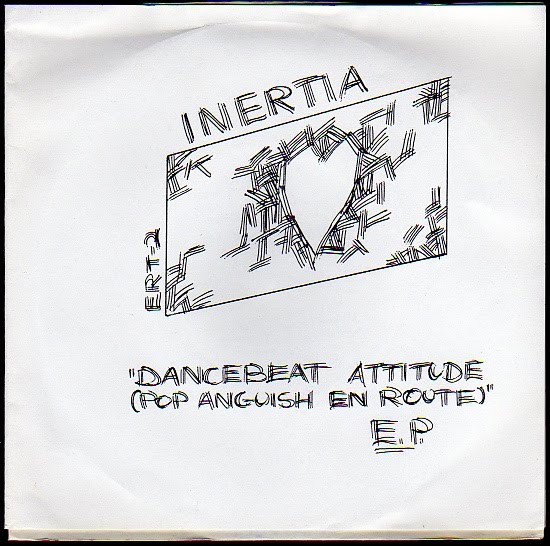 INERTIA
ERT-2
"DANCEBEAT ATTITUDE
(POP ANGUISH EN ROUTE)"
E.P.